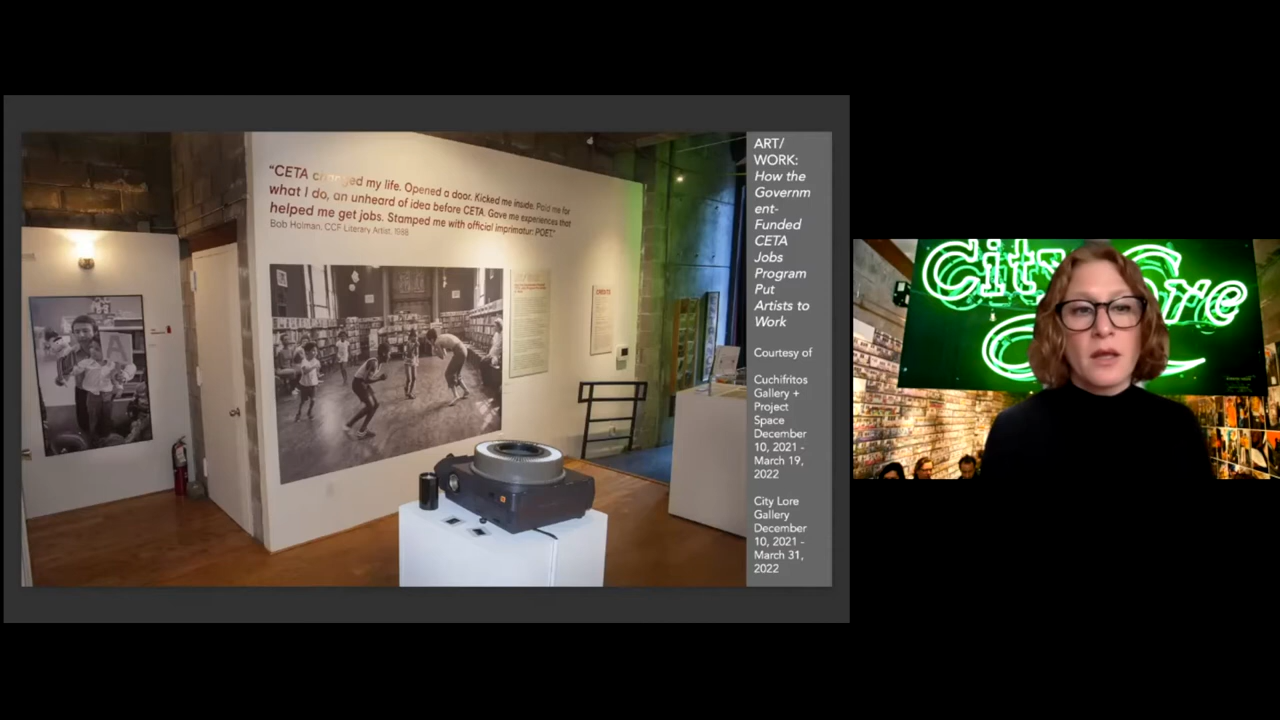 “CETA changed my life. Opened a door. Kicked me inside. Paid me for
what I do, an unheard of idea before CETA. Gave me experiences that
helped me get jobs. Stamped me with official imprimatur: POET.”
Bob Holman, CCF Literary Artist, 1988
A
CREDITS
ART/
WORK:
How the
Governm
ent-
Funded
CETA
Jobs
Program
Put
Artists to
Work
Courtesy of
Cuchifritos
Gallery +
Project
Space
December
10, 2021 -
March 19,
2022
City Lore
Gallery
December
10, 2021 -
March 31,
2022
City Lore